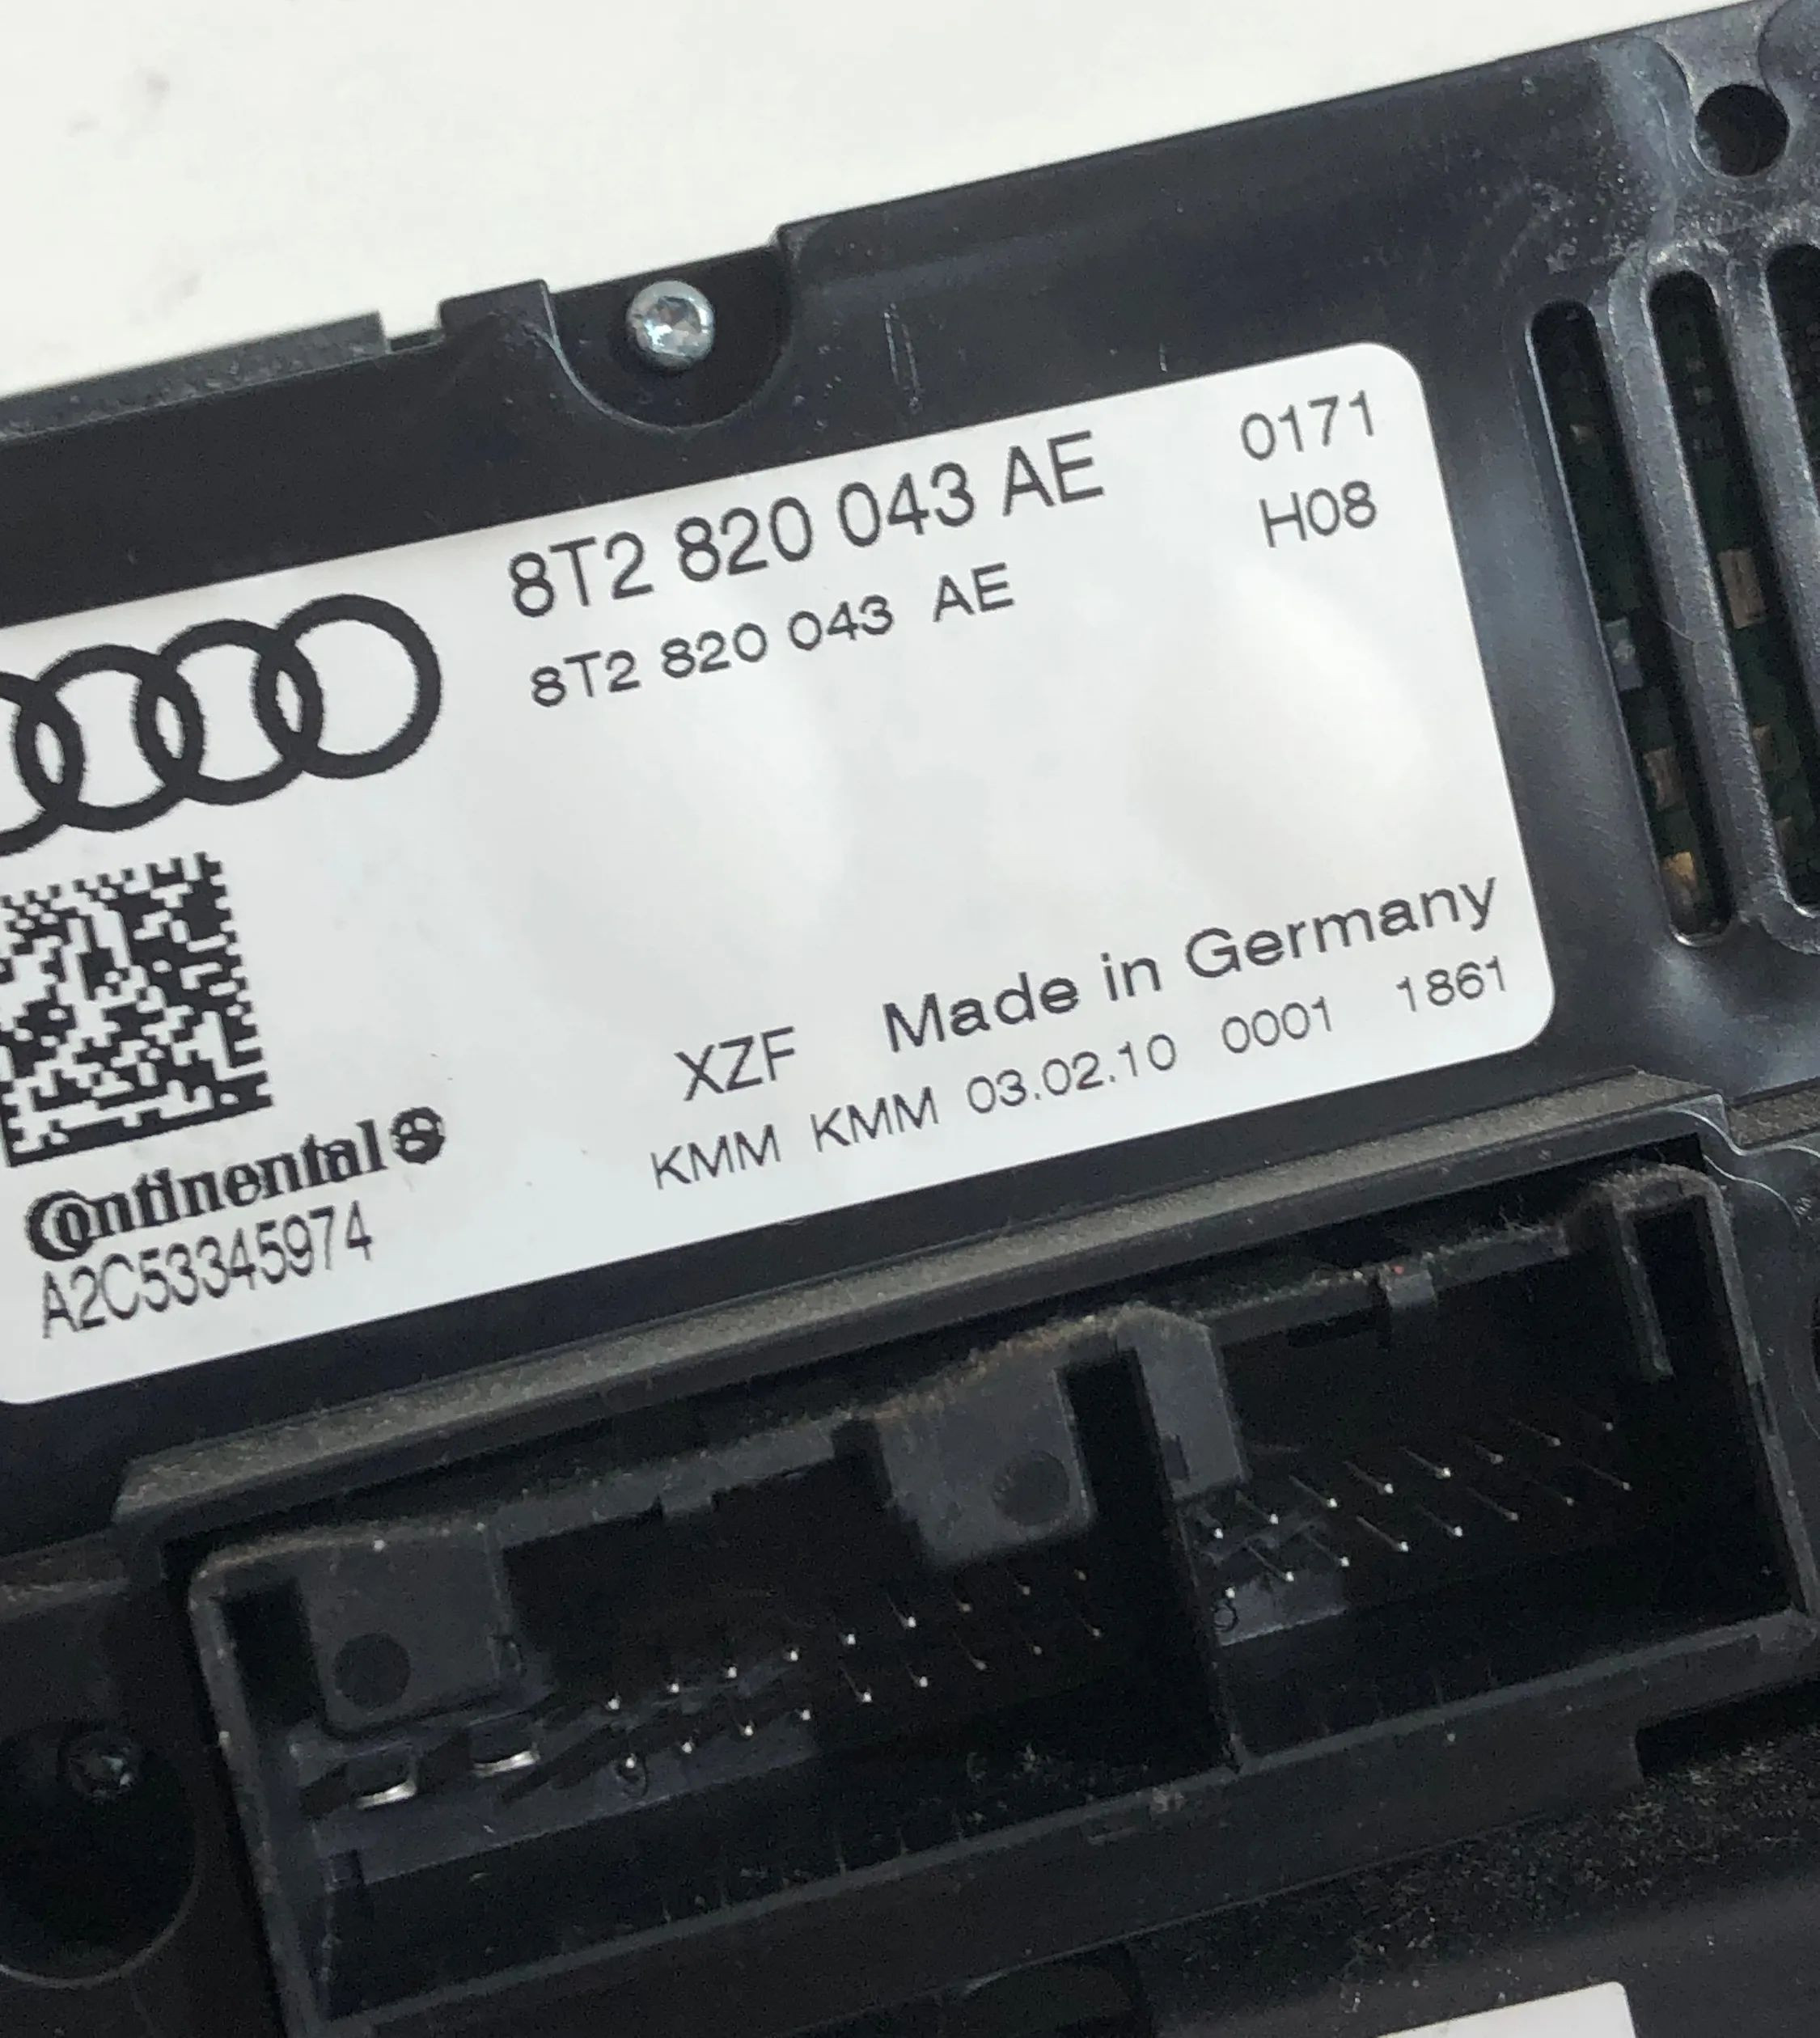 8T2 820 043 AE 0171
8T2 820 043 AE H08
XZF Made in Germany
KMM KMM 03.02.10 0001 1861
Continental
A2C53345974